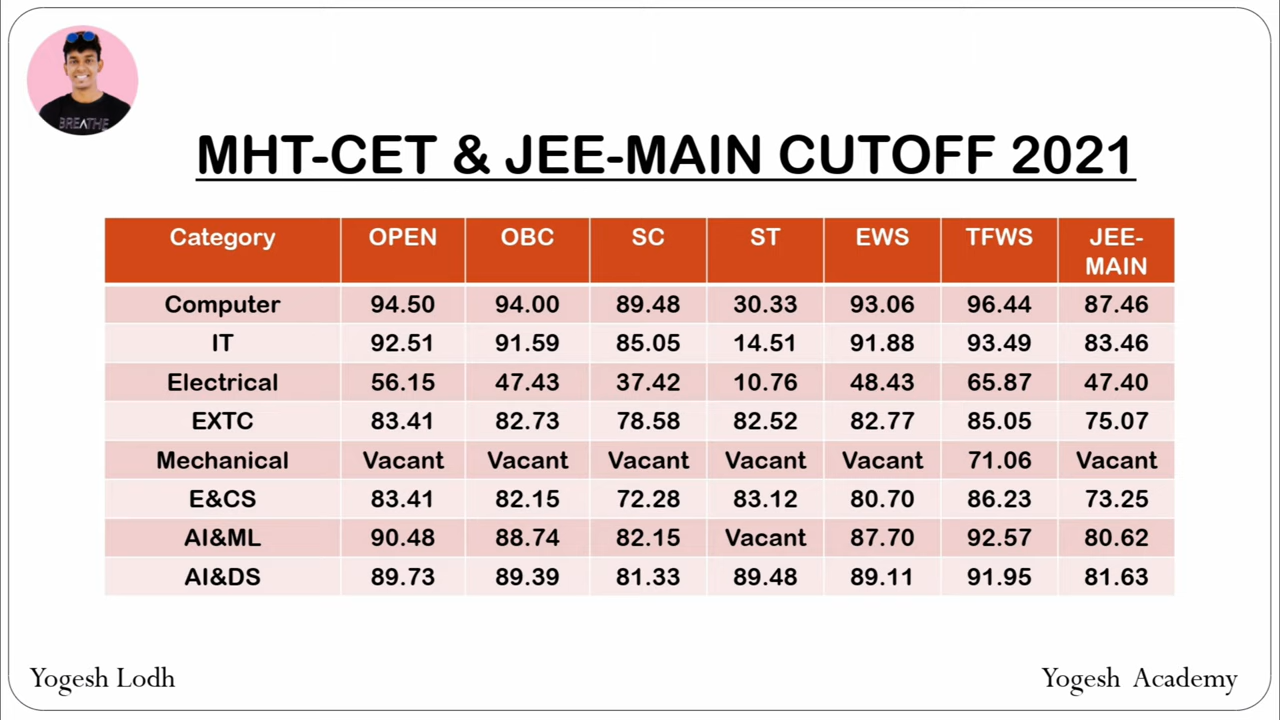 BREATHE
MHT-CET & JEE-MAIN CUTOFF 2021
Category OPEN OBC SC ST EWS TFWS JEE-
MAIN
Computer 94.50 94.00 89.48 30.33 93.06 96.44 87.46
IT 92.51 91.59 85.05 14.51 91.88 93.49 83.46
Electrical 56.15 47.43 37.42 10.76 48.43 65.87 47.40
EXTC 83.41 82.73 78.58 82.52 82.77 85.05 75.07
Mechanical Vacant Vacant Vacant Vacant Vacant 71.06 Vacant
E&CS 83.41 82.15 72.28 83.12 80.70 86.23 73.25
AI&ML 90.48 88.74 82.15 Vacant 87.70 92.57 80.62
AI&DS 89.73 89.39 81.33 89.48 89.11 91.95 81.63
Yogesh Lodh
Yogesh Academy